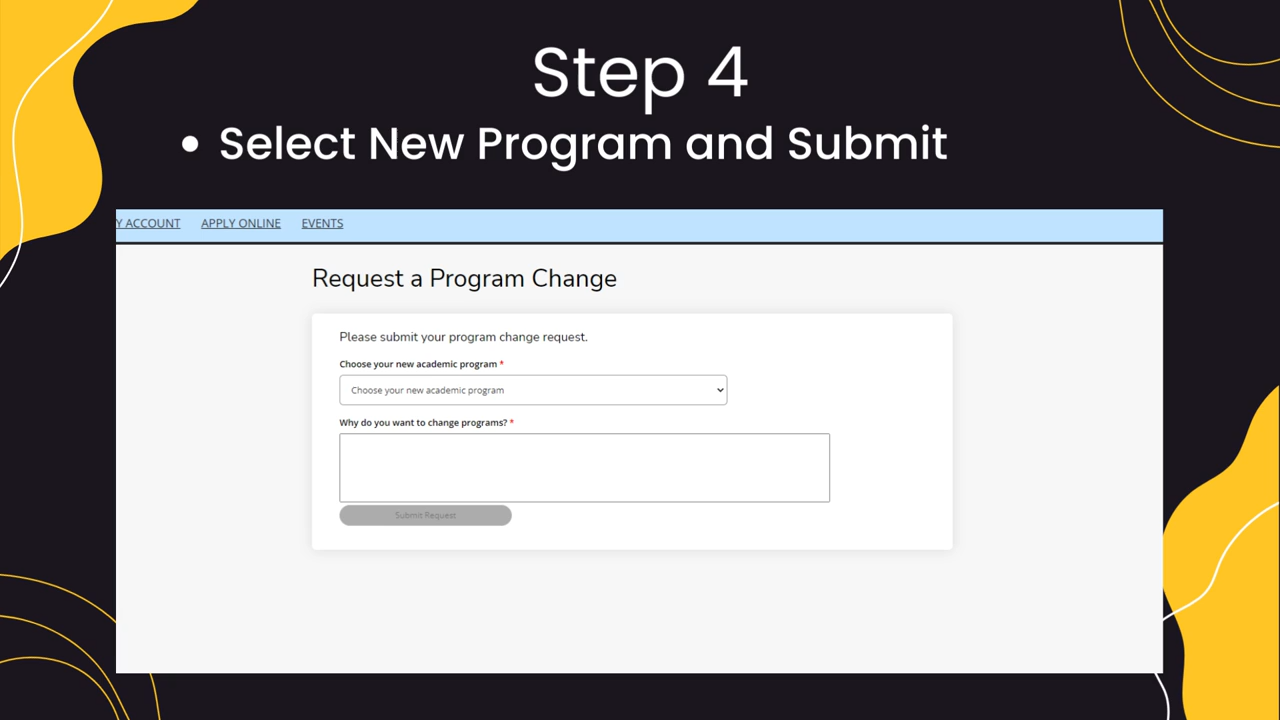 Step 4
• Select New Program and Submit
Y ACCOUNT APPLY ONLINE EVENTS
Request a Program Change
Please submit your program change request.
Choose your new academic program *
Choose your new academic program
Why do you want to change programs? *
Submit Request